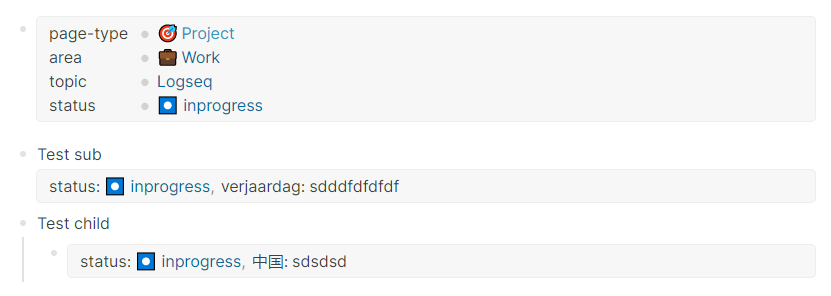 page-type ● 🎯 Project
area ● 💼 Work
topic ● Logseq
status ● ⏺️ inprogress
Test sub
status: ⏺️ inprogress, verjaardag: sdddfdfdfdf
Test child
status: ⏺️ inprogress, 中国: sdsdsd